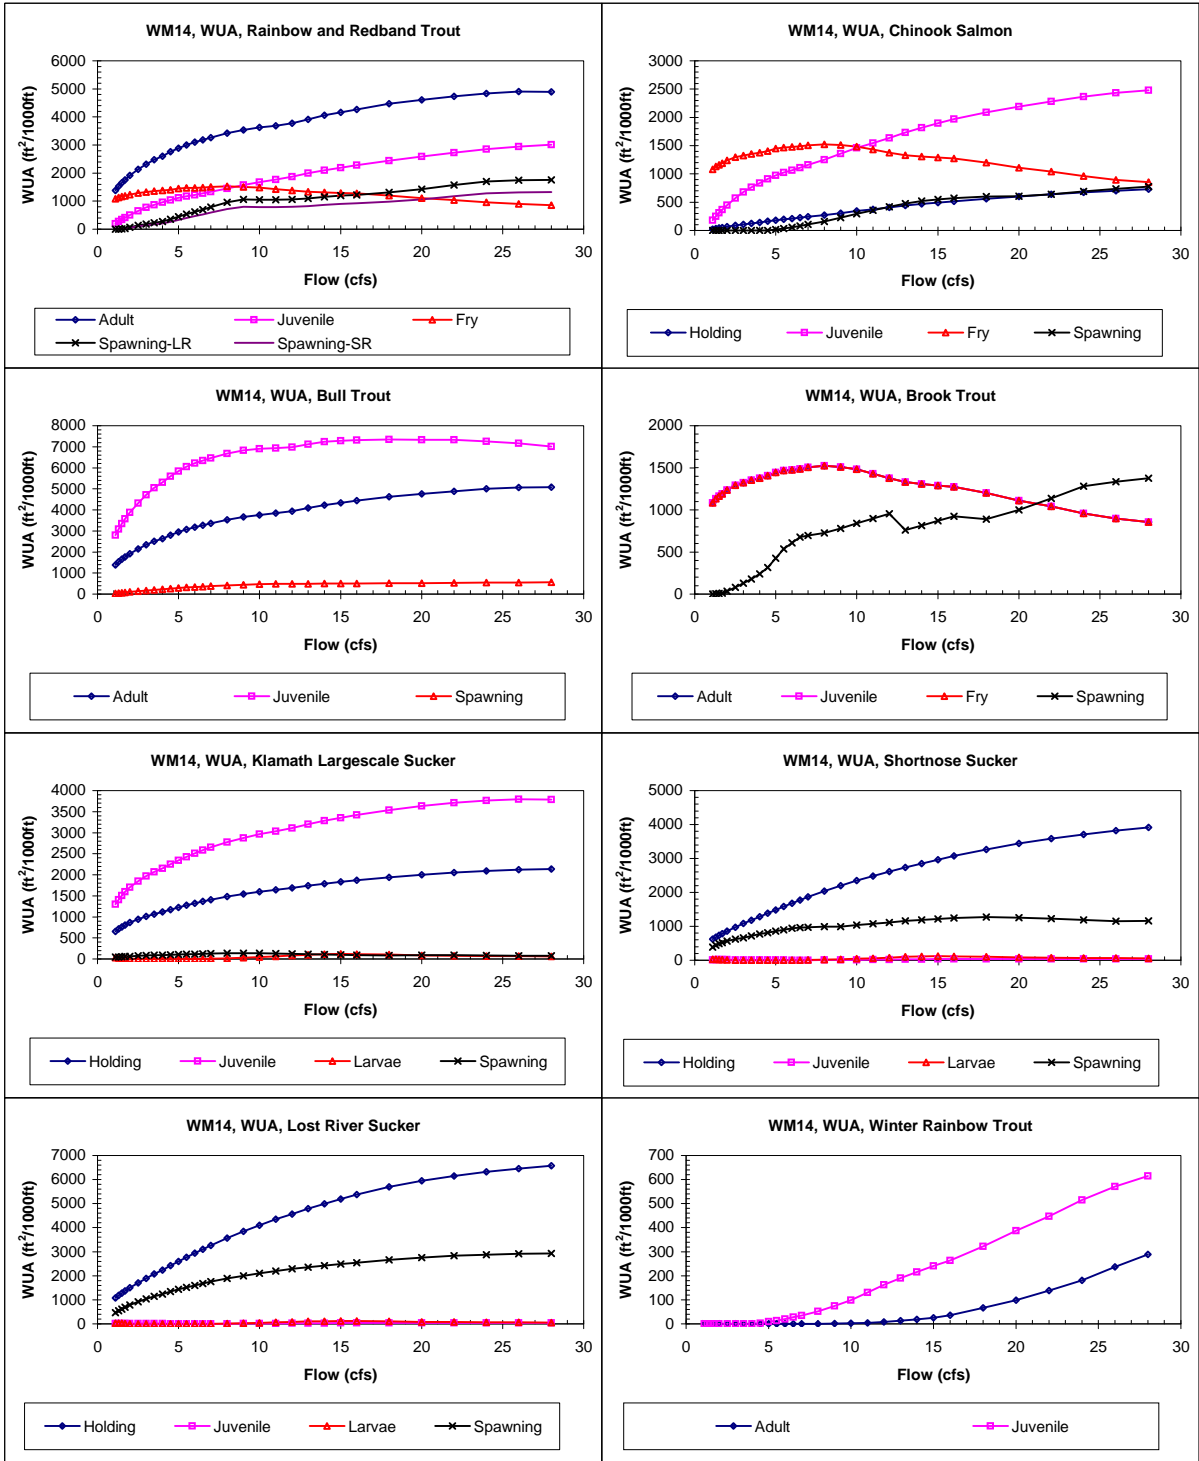 WM14, WUA, Rainbow and Redband Trout
WUA (ft²/1000ft)
6000
5000
4000
3000
2000
1000
0
0 5 10 15 20 25 30
Flow (cfs)
Adult Juvenile Fry
Spawning-LR Spawning-SR
WM14, WUA, Chinook Salmon
WUA (ft²/1000ft)
3000
2500
2000
1500
1000
500
0
0 5 10 15 20 25 30
Flow (cfs)
Holding Juvenile Fry Spawning
WM14, WUA, Bull Trout
WUA (ft²/1000ft)
8000
7000
6000
5000
4000
3000
2000
1000
0
0 5 10 15 20 25 30
Flow (cfs)
Adult Juvenile Spawning
WM14, WUA, Brook Trout
WUA (ft²/1000ft)
2000
1500
1000
500
0
0 5 10 15 20 25 30
Flow (cfs)
Adult Juvenile Fry Spawning
WM14, WUA, Klamath Largescale Sucker
WUA (ft²/1000ft)
4000
3500
3000
2500
2000
1500
1000
500
0
0 5 10 15 20 25 30
Flow (cfs)
Holding Juvenile Larvae Spawning
WM14, WUA, Shortnose Sucker
WUA (ft²/1000ft)
5000
4000
3000
2000
1000
0
0 5 10 15 20 25 30
Flow (cfs)
Holding Juvenile Larvae Spawning
WM14, WUA, Lost River Sucker
WUA (ft²/1000ft)
7000
6000
5000
4000
3000
2000
1000
0
0 5 10 15 20 25 30
Flow (cfs)
Holding Juvenile Larvae Spawning
WM14, WUA, Winter Rainbow Trout
WUA (ft²/1000ft)
700
600
500
400
300
200
100
0
0 5 10 15 20 25 30
Flow (cfs)
Adult Juvenile